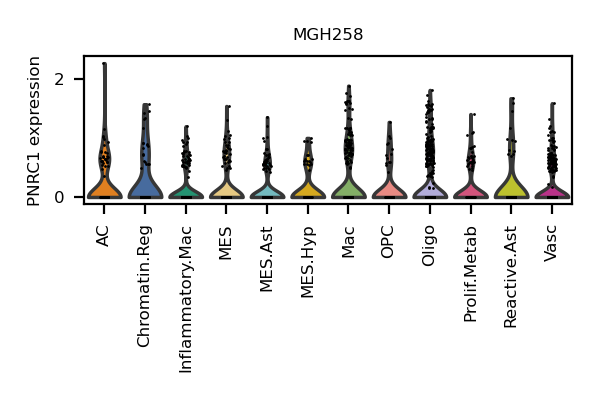 MGH258
PNRC1 expression
2
0
AC
Chromatin.Reg
Inflammatory.Mac
MES
MES.Ast
MES.Hyp
Mac
OPC
Oligo
Prolif.Metab
Reactive.Ast
Vasc